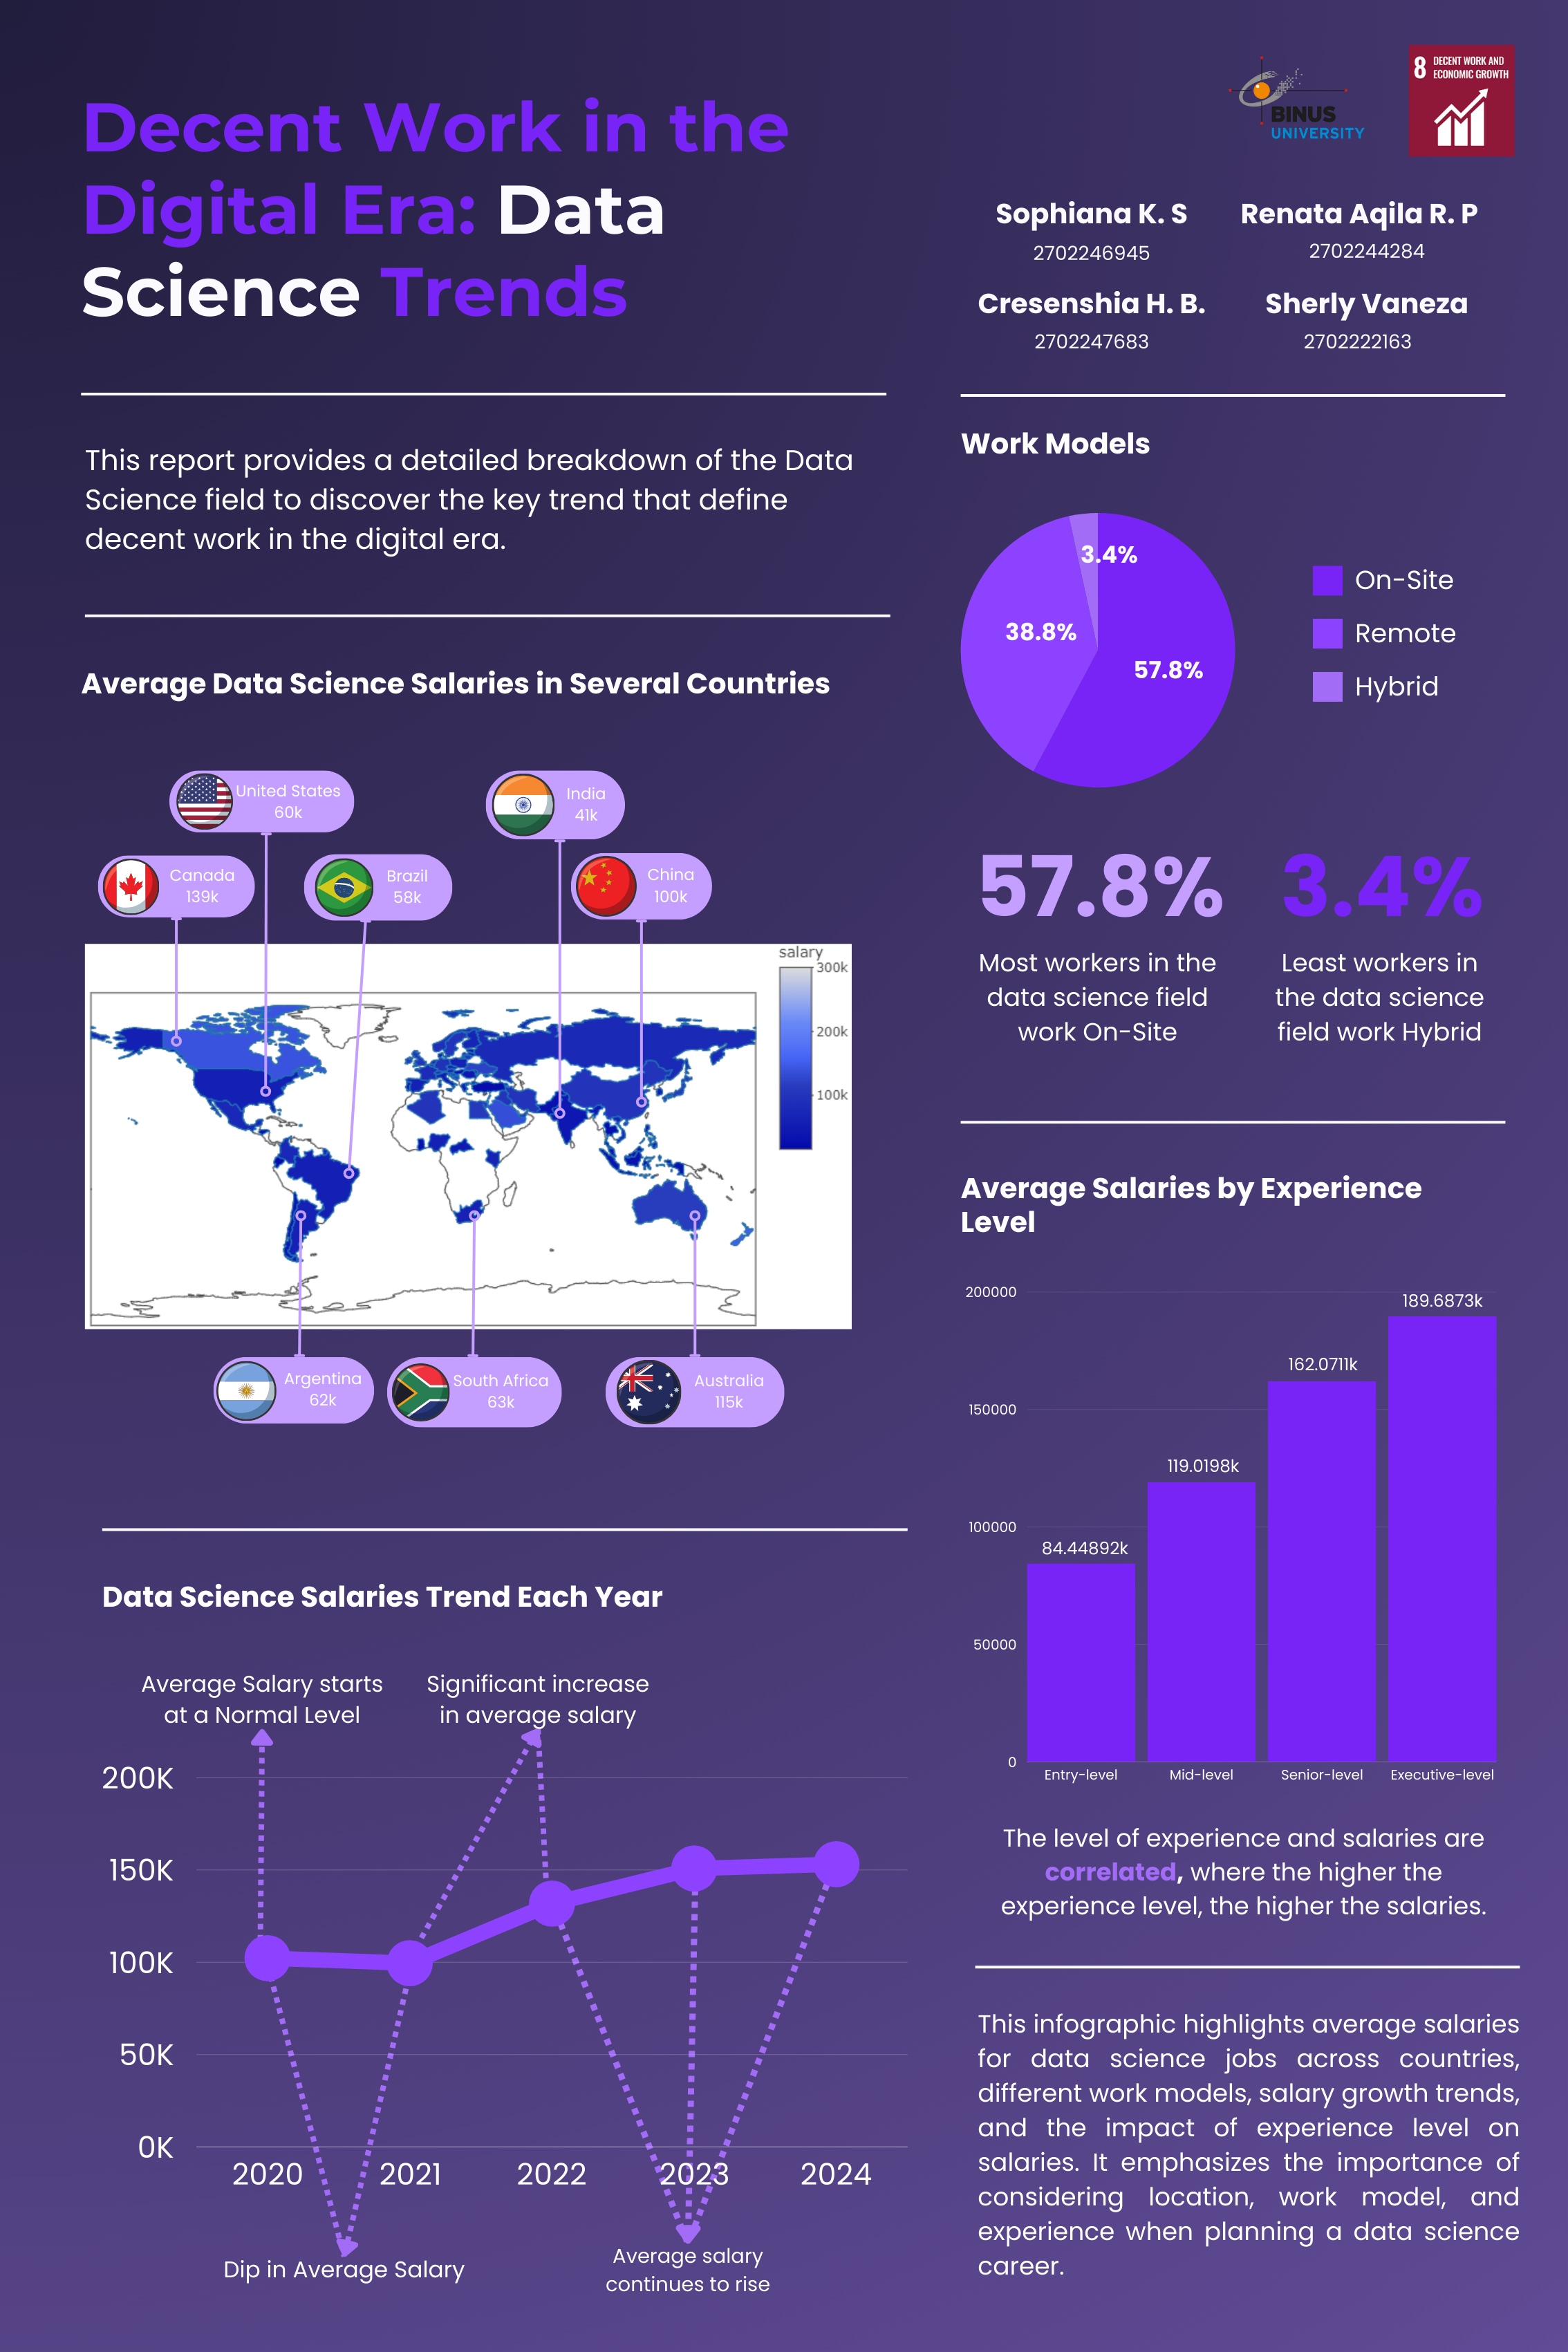 Decent Work in the
Digital Era: Data
Science Trends
BINUS
UNIVERSITY
8 DECENT WORK AND
ECONOMIC GROWTH
Sophiana K. S
2702246945
Renata Aqila R. P
2702244284
Cresenshia H. B.
2702247683
Sherly Vaneza
2702222163
This report provides a detailed breakdown of the Data
Science field to discover the key trend that define
decent work in the digital era.
Average Data Science Salaries in Several Countries
United States
60k
India
41k
Canada
139k
Brazil
58k
China
100k
salary
300k
200k
100k
Argentina
62k
South Africa
63k
Australia
115k
Data Science Salaries Trend Each Year
Average Salary starts
at a Normal Level
Significant increase
in average salary
200K
150K
100K
50K
0K
2020
2021
2022
2023
2024
Dip in Average Salary
Average salary
continues to rise
Work Models
3.4%
38.8%
57.8%
On-Site
Remote
Hybrid
57.8%
Most workers in the
data science field
work On-Site
3.4%
Least workers in
the data science
field work Hybrid
Average Salaries by Experience
Level
200000
150000
100000
50000
0
84.44892k
119.0198k
162.0711k
189.6873k
Entry-level
Mid-level
Senior-level
Executive-level
The level of experience and salaries are
correlated, where the higher the
experience level, the higher the salaries.
This infographic highlights average salaries
for data science jobs across countries,
different work models, salary growth trends,
and the impact of experience level on
salaries. It emphasizes the importance of
considering location, work model, and
experience when planning a data science
career.